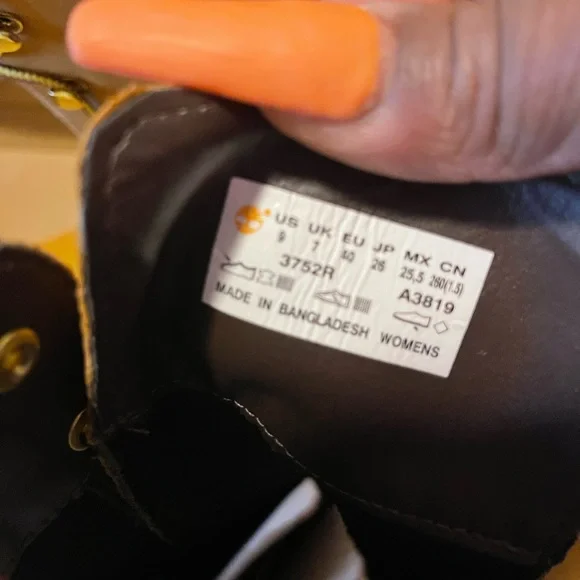 US UK EU JP MX CN
9 7 40 26 25,5 260(1.5)
3752R A3819
MADE IN BANGLADESH WOMENS